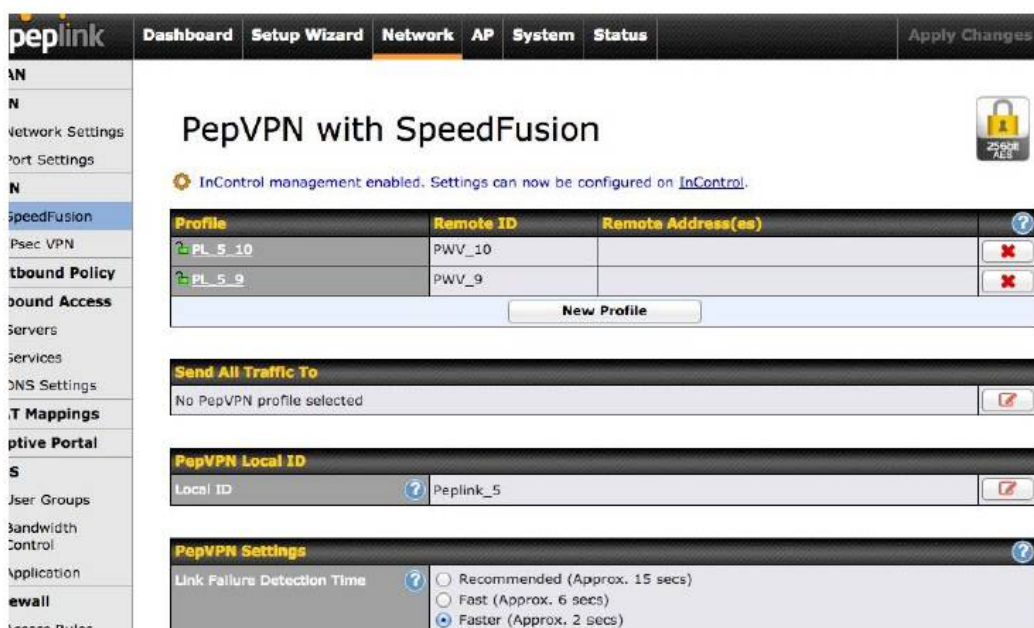 peplink
Dashboard Setup Wizard Network AP System Status Apply Changes
AN
N
Network Settings
Port Settings
N
SpeedFusion
IPsec VPN
tbound Policy
bound Access
Servers
Services
DNS Settings
T Mappings
ptive Portal
S
User Groups
Bandwidth
Control
Application
ewall
Access Rules
PepVPN with SpeedFusion
256bit
AES
InControl management enabled. Settings can now be configured on InControl.
Profile Remote ID Remote Address(es)
PL_5_10 PWV_10
PL_5_9 PWV_9
New Profile
Send All Traffic To
No PepVPN profile selected
PepVPN Local ID
Local ID Peplink_5
PepVPN Settings
Link Failure Detection Time Recommended (Approx. 15 secs)
Fast (Approx. 6 secs)
Faster (Approx. 2 secs)